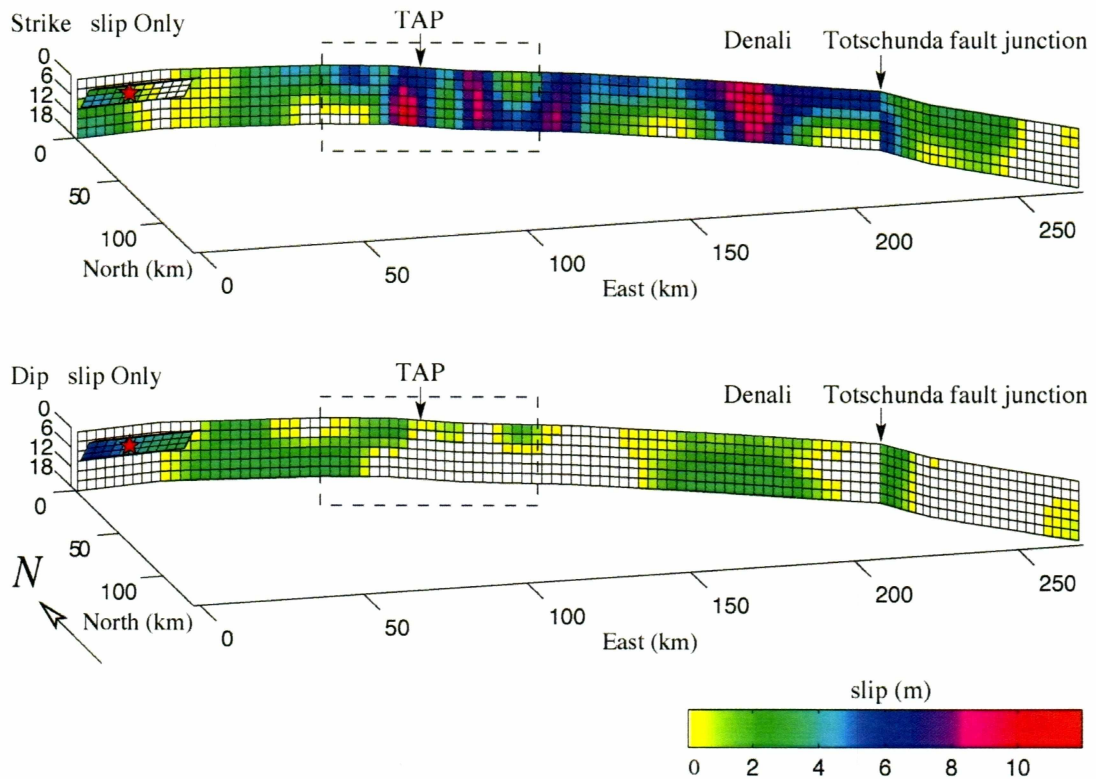 Strike slip Only
TAP
Denali Totschunda fault junction
0
6
12
18
0
50
100
North (km)
0
50
100
150
200
250
East (km)
Dip slip Only
TAP
Denali Totschunda fault junction
0
6
12
18
0
50
100
North (km)
0
50
100
150
200
250
East (km)
N
slip (m)
0 2 4 6 8 10